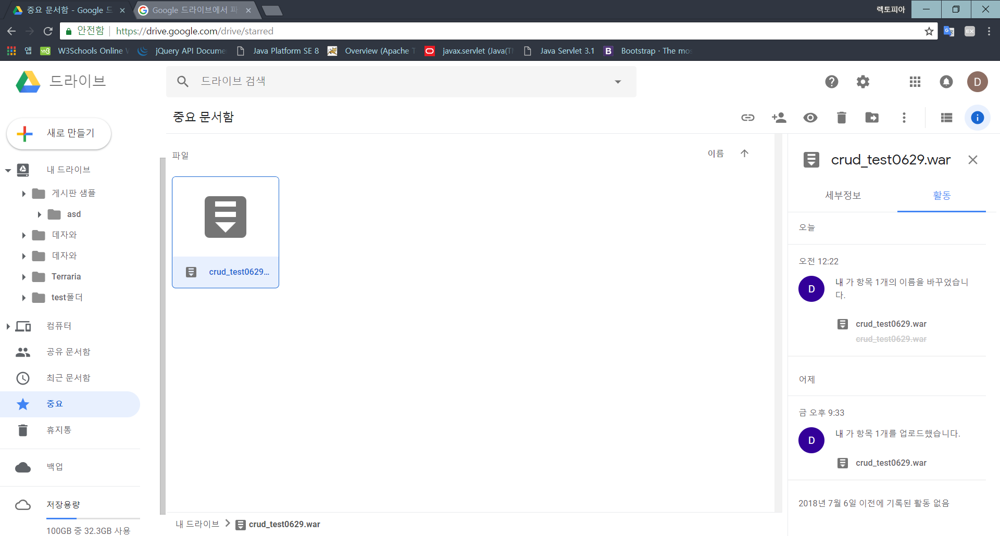 중요 문서함 - Google 드
Google 드라이브에서 파
렉토피아
안전함
https://drive.google.com/drive/starred
앱
W3Schools Online
jQuery API Docume
Java Platform SE 8
Overview (Apache T
javax.servlet (Java(T
Java Servlet 3.1
Bootstrap · The mos
드라이브
드라이브 검색
D
중요 문서함
새로 만들기
내 드라이브
게시판 샘플
asd
데자와
데자와
Terraria
test폴더
컴퓨터
공유 문서함
최근 문서함
중요
휴지통
백업
저장용량
100GB 중 32.3GB 사용
파일
이름
crud_test0629...
내 드라이브
crud_test0629.war
crud_test0629.war
세부정보
활동
오늘
오전 12:22
D
내 가 항목 1개의 이름을 바꾸었습니
다.
crud_test0629.war
crud_test0629.war
어제
금 오후 9:33
D
내 가 항목 1개를 업로드했습니다.
crud_test0629.war
2018년 7월 6일 이전에 기록된 활동 없음